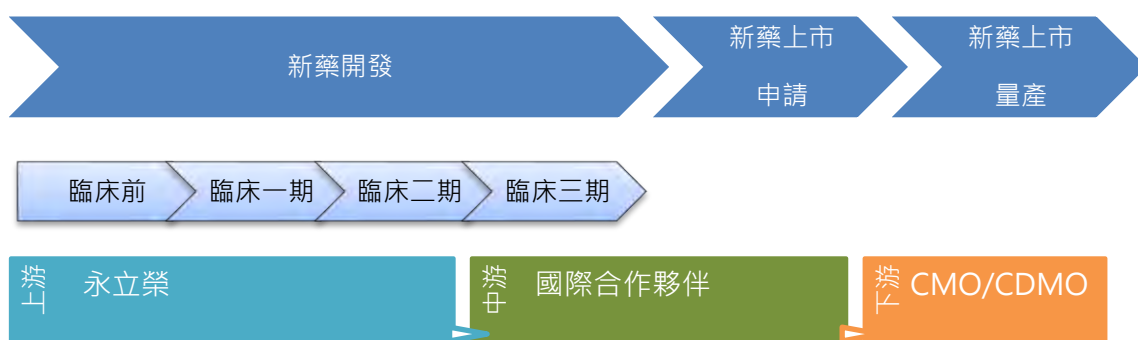 新藥開發
新藥上市
申請
新藥上市
量產
臨床前
臨床一期
臨床二期
臨床三期
上游
永立榮
中游
國際合作夥伴
下游
CMO/CDMO